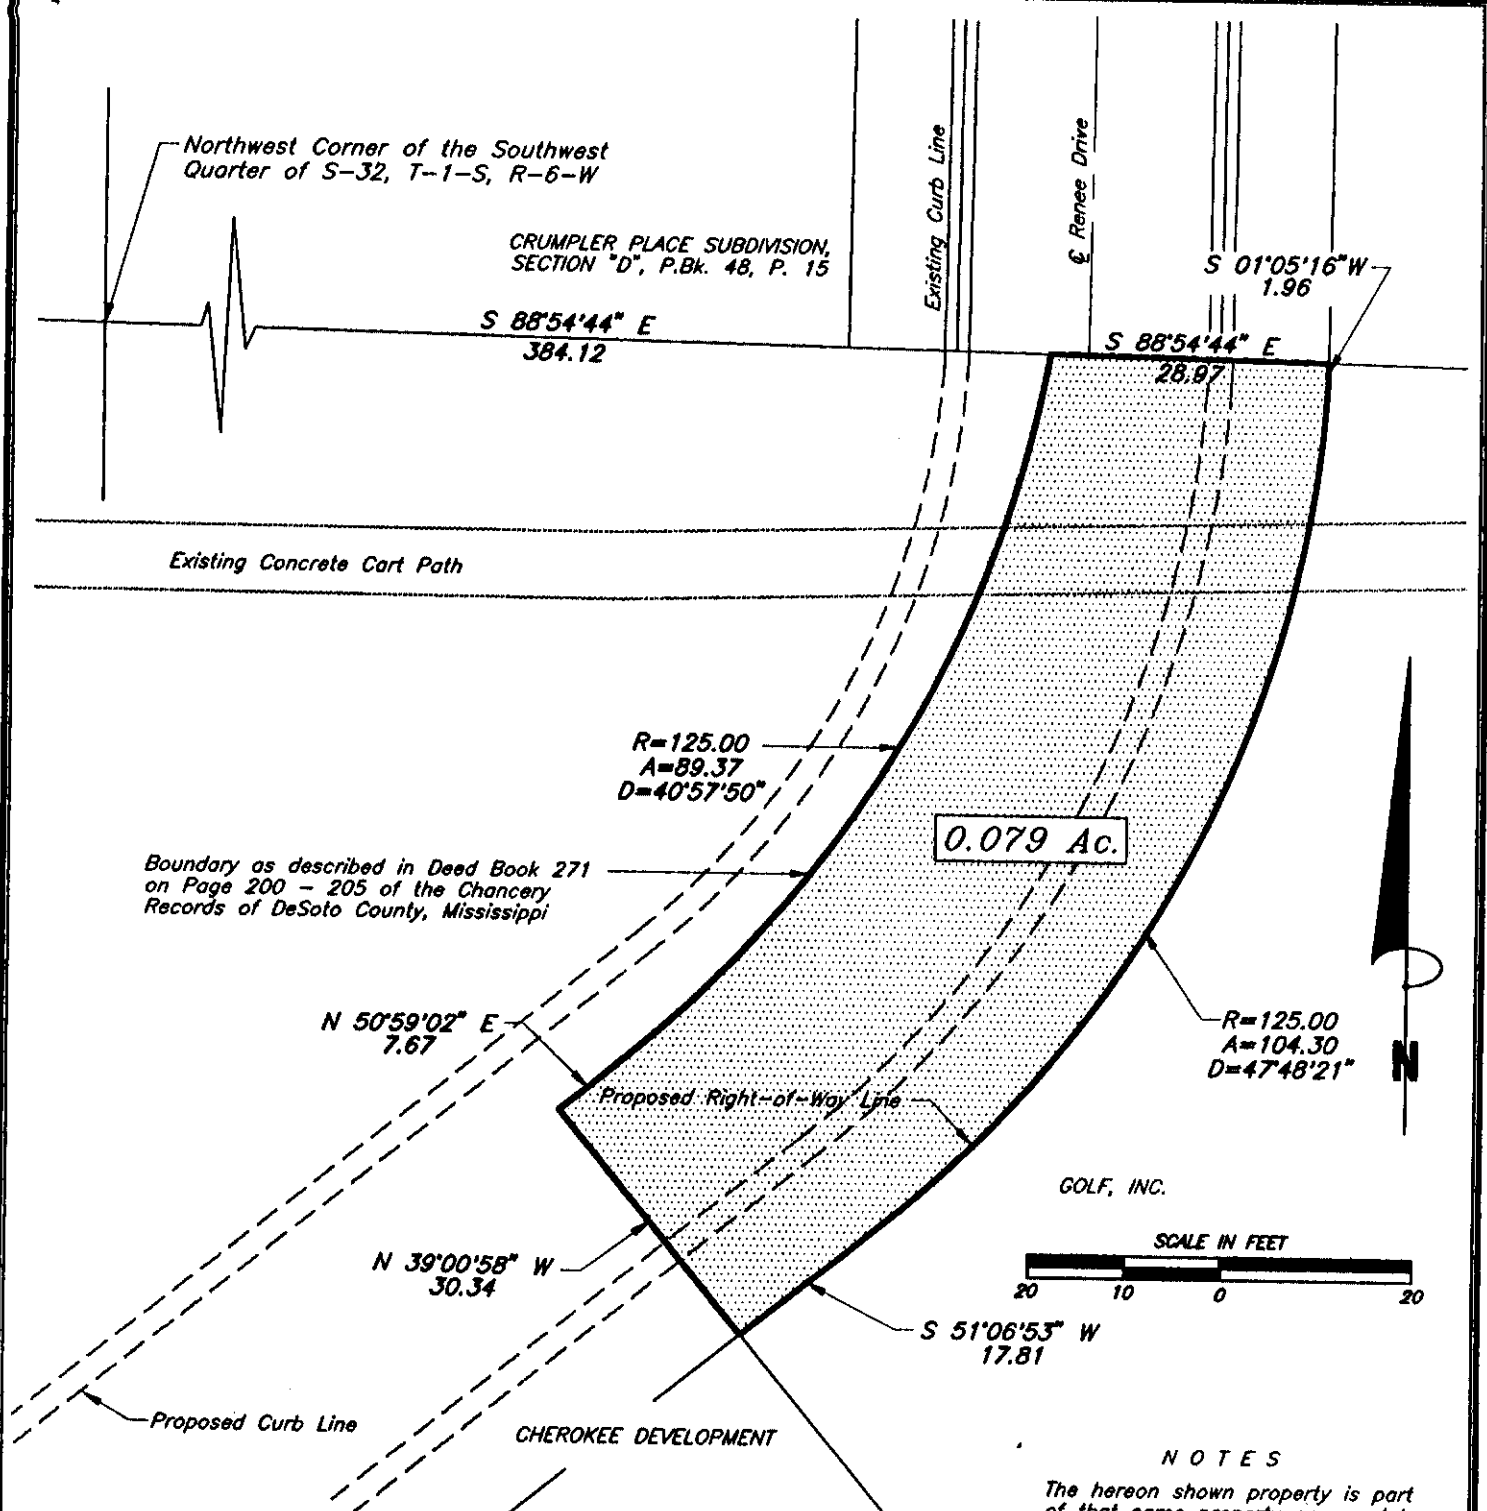 Northwest Corner of the Southwest
Quarter of S-32, T-1-S, R-6-W
CRUMPLER PLACE SUBDIVISION,
SECTION "D", P.Bk. 48, P. 15
S 88°54'44" E
384.12
Existing Curb Line
℄ Renee Drive
S 01°05'16"W
1.96
S 88°54'44" E
28.97
Existing Concrete Cart Path
R=125.00
A=89.37
D=40°57'50"
0.079 Ac.
Boundary as described in Deed Book 271
on Page 200 - 205 of the Chancery
Records of DeSoto County, Mississippi
N 50°59'02" E
7.67
Proposed Right-of-Way Line
R=125.00
A=104.30
D=47°48'21"
N
GOLF, INC.
SCALE IN FEET
20 10 0 20
N 39°00'58" W
30.34
S 51°06'53" W
17.81
Proposed Curb Line
CHEROKEE DEVELOPMENT
N O T E S
The hereon shown property is part
of that same property